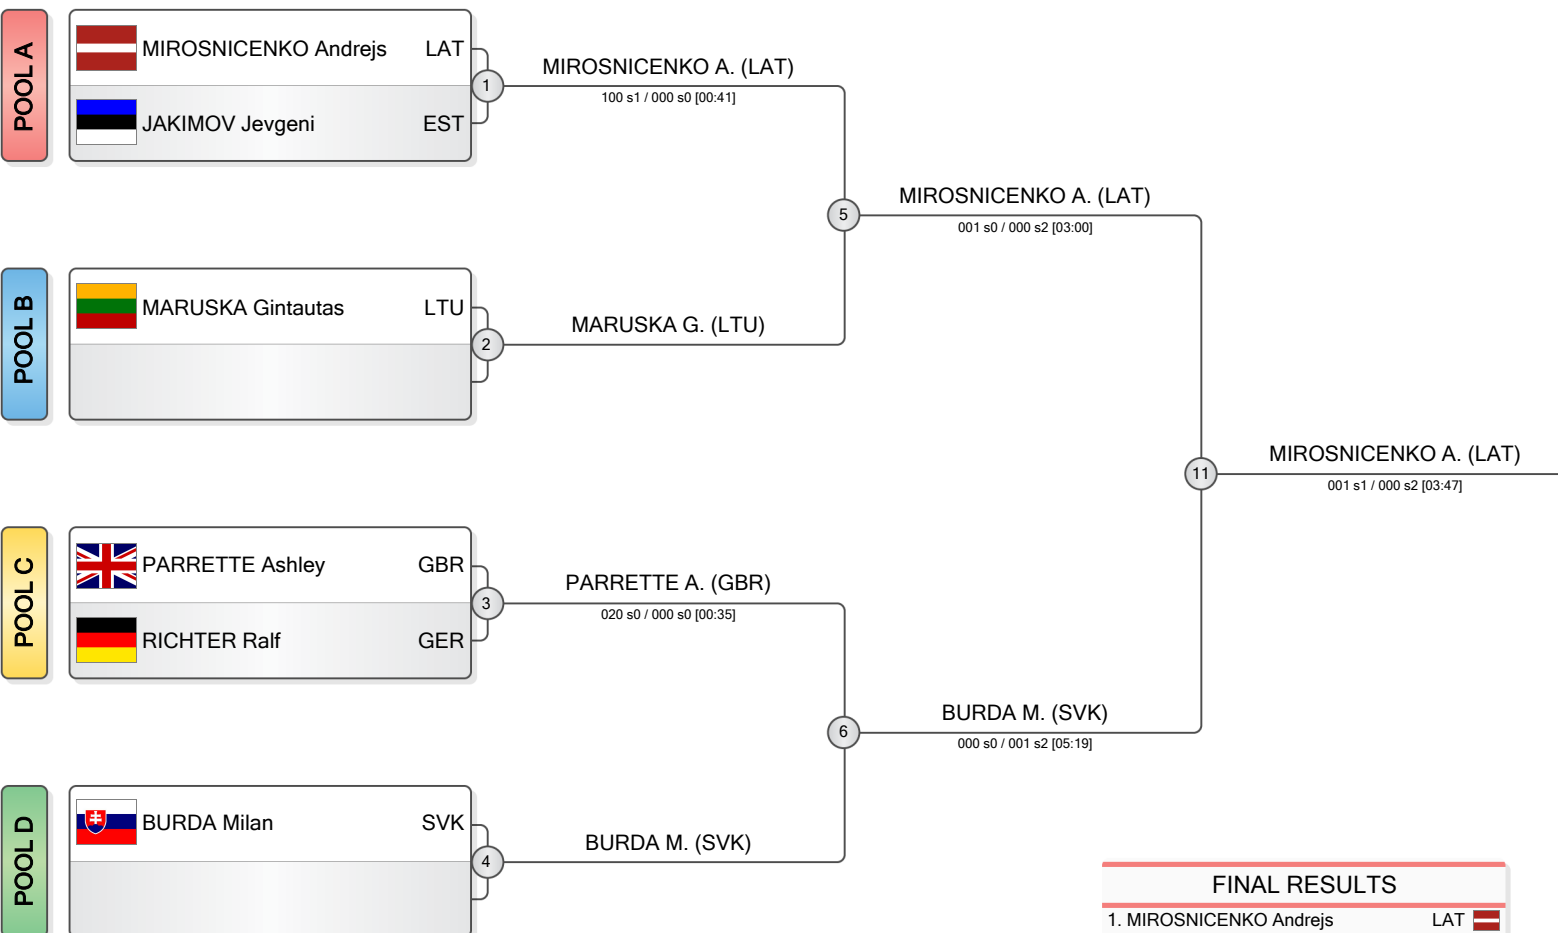 POOL A
MIROSNICENKO Andrejs LAT
JAKIMOV Jevgeni EST
1
MIROSNICENKO A. (LAT)
100 s1 / 000 s0 [00:41]
5
MIROSNICENKO A. (LAT)
001 s0 / 000 s2 [03:00]
POOL B
MARUSKA Gintautas LTU
2
MARUSKA G. (LTU)
11
MIROSNICENKO A. (LAT)
001 s1 / 000 s2 [03:47]
POOL C
PARRETTE Ashley GBR
RICHTER Ralf GER
3
PARRETTE A. (GBR)
020 s0 / 000 s0 [00:35]
6
BURDA M. (SVK)
000 s0 / 001 s2 [05:19]
POOL D
BURDA Milan SVK
4
BURDA M. (SVK)
FINAL RESULTS
1. MIROSNICENKO Andrejs LAT